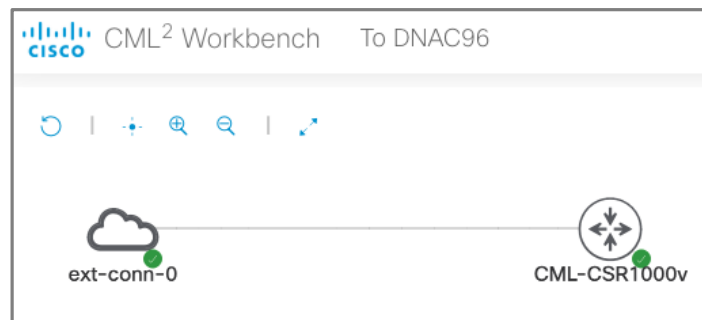 CISCO CML² Workbench To DNAC96
ext-conn-0 CML-CSR1000v